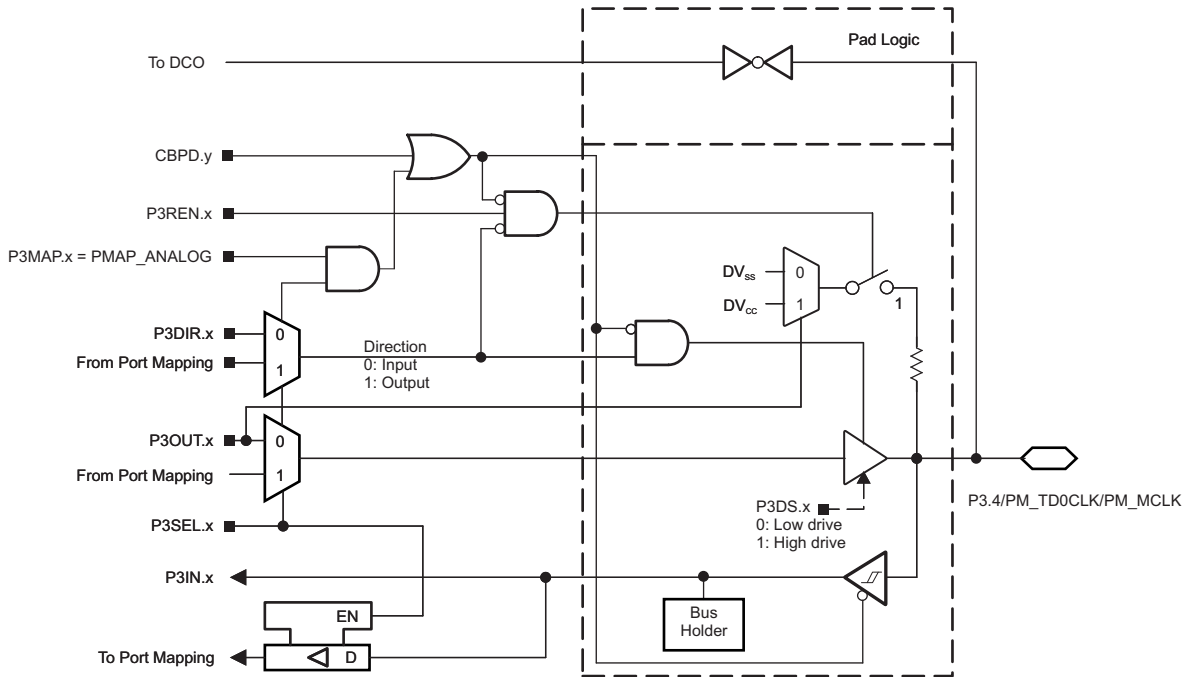 Pad Logic
To DCO
CBPD.y
P3REN.x
P3MAP.x = PMAP_ANALOG
DVss
0
DVcc
1
1
P3DIR.x
0
From Port Mapping
1
Direction
0: Input
1: Output
P3OUT.x
0
From Port Mapping
1
P3.4/PM_TD0CLK/PM_MCLK
P3DS.x
0: Low drive
1: High drive
P3SEL.x
P3IN.x
EN
Bus
Holder
To Port Mapping
D